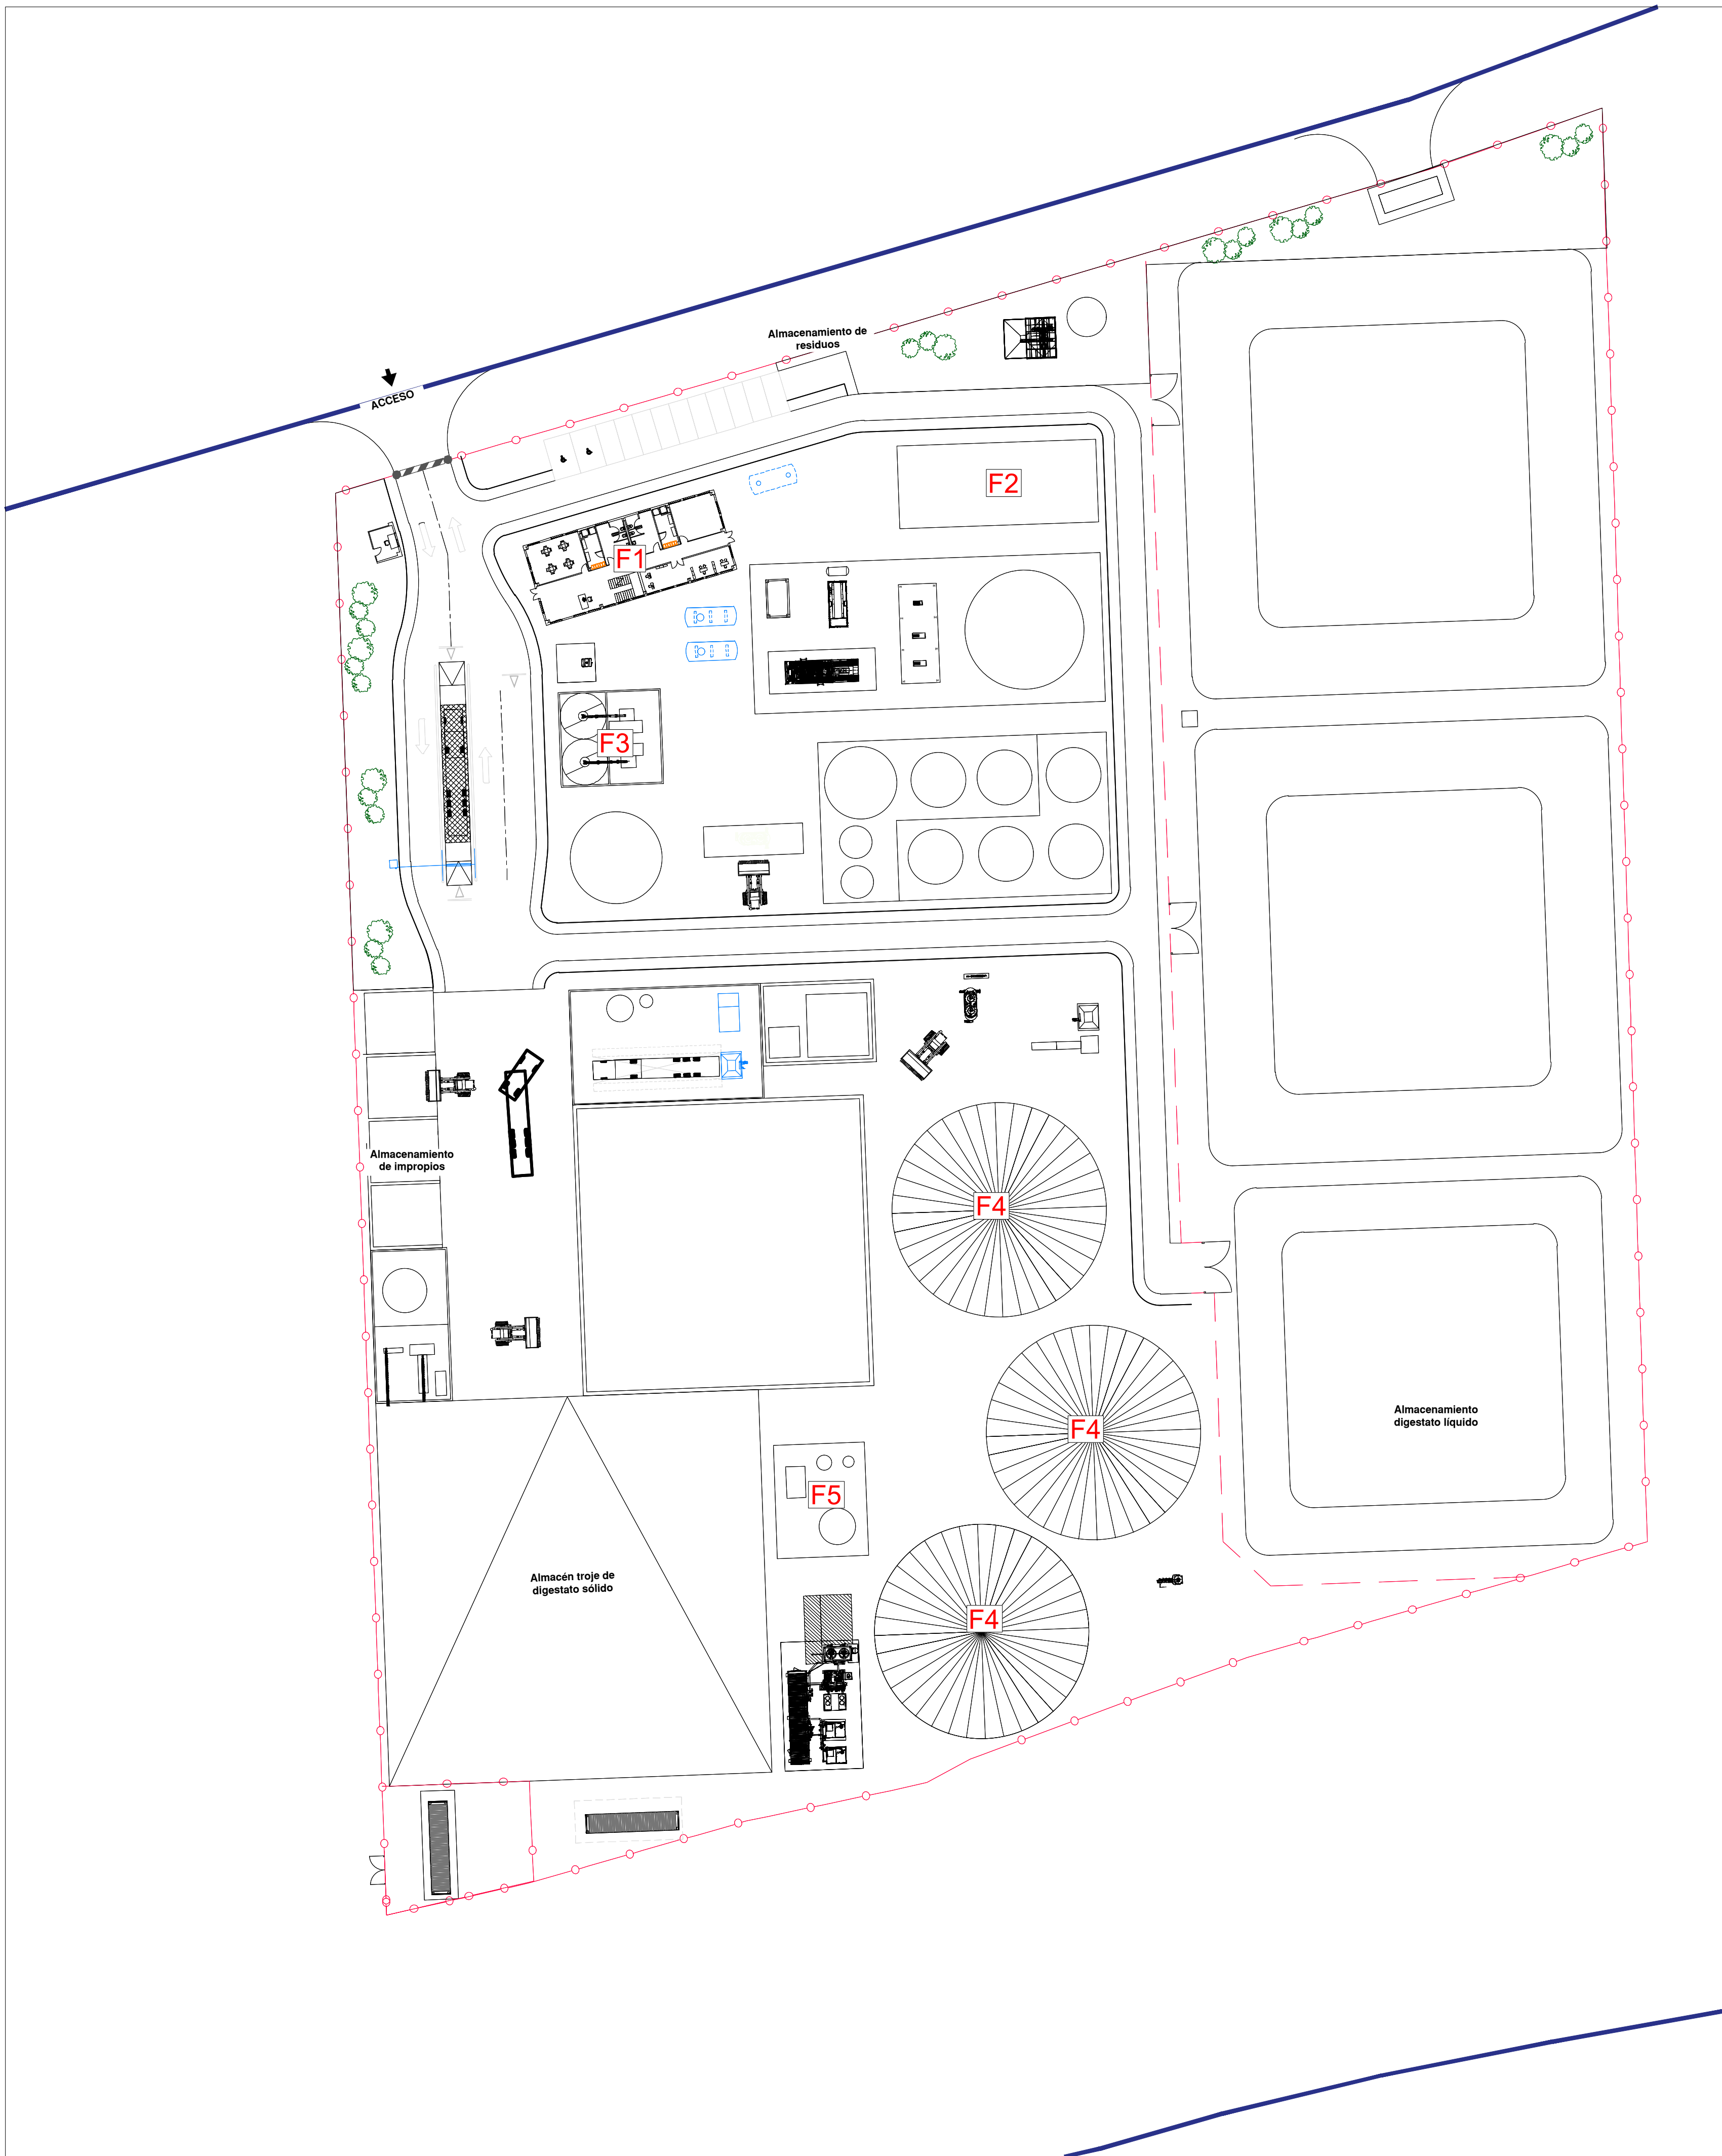 Almacenamiento de
residuos
ACCESO
F2
F1
F3
Almacenamiento
de impropios
F4
F4
Almacenamiento
digestato líquido
F5
Almacén troje de
digestato sólido
F4